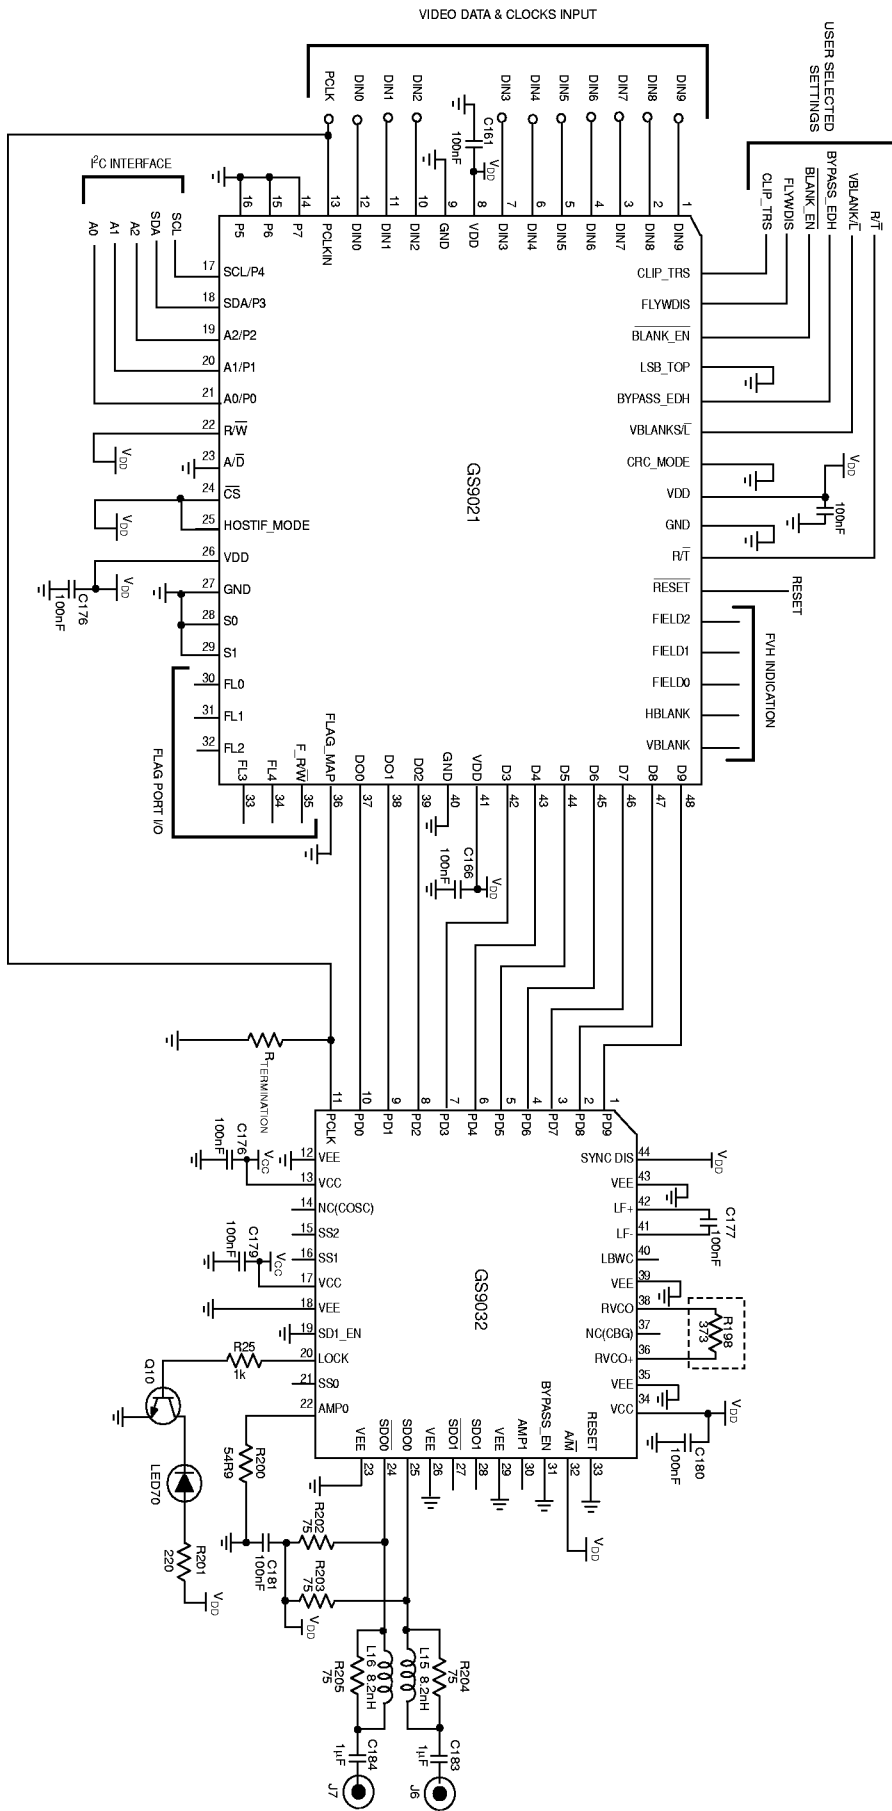 VIDEO DATA & CLOCKS INPUT
USER SELECTED
SETTINGS
PCLK
DIN0
DIN1
DIN2
DIN3
DIN4
DIN5
DIN6
DIN7
DIN8
DIN9
C161
100nF
VDD
I²C INTERFACE
A0
A1
A2
SDA
SCL
CLIP_TRS
FLYWDIS
BLANK_EN
BYPASS_EDH
VBLANK/L
R/T
16
15
14
13
12
11
10
9
8
7
6
5
4
3
2
1
P5
P6
P7
PCLKIN
DIN0
DIN1
DIN2
GND
VDD
DIN3
DIN4
DIN5
DIN6
DIN7
DIN8
DIN9
17 SCL/P4
18 SDA/P3
19 A2/P2
20 A1/P1
21 A0/P0
22 R/W
23 A/D
24 CS
25 HOSTIF_MODE
26 VDD
27 GND
28 S0
29 S1
30 FL0
31 FL1
32 FL2
VDD
VDD
VDD
C176
100nF
GS9021
CLIP_TRS
FLYWDIS
BLANK_EN
LSB_TOP
BYPASS_EDH
VBLANKS/L
CRC_MODE
VDD
GND
R/T
RESET
FIELD2
FIELD1
FIELD0
HBLANK
VBLANK
VDD
100nF
RESET
FVH INDICATION
FLAG PORT I/O
FL3
FL4
F_R/W
FLAG_MAP
DO0
DO1
D02
GND
VDD
D3
D4
D5
D6
D7
D8
D9
33
34
35
36
37
38
39
40
41
42
43
44
45
46
47
48
C166
100nF
VDD
RTERMINATION
11
10
9
8
7
6
5
4
3
2
1
PCLK
PD0
PD1
PD2
PD3
PD4
PD5
PD6
PD7
PD8
PD9
12 VEE
13 VCC
14 NC(COSC)
15 SS2
16 SS1
17 VCC
18 VEE
19 SD1_EN
20 LOCK
21 SS0
22 AMP0
C176
100nF
VCC
C179
100nF
VCC
GS9032
SYNC DIS 44
VEE 43
LF+ 42
LF- 41
LBWC 40
VEE 39
RVCO 38
NC(CBG) 37
RVCO+ 36
VEE 35
VCC 34
VDD
C177
100nF
R198
373
VDD
C180
100nF
VEE
SDO0
SDO0
VEE
SDO1
SDO1
VEE
AMP1
BYPASS_EN
A/M
RESET
23
24
25
26
27
28
29
30
31
32
33
VDD
R25
1k
Q10
LED70
R201
220
VDD
R200
54R9
C181
100nF
R202
75
R203
75
VDD
R205
75
L16 8.2nH
L15 8.2nH
R204
75
C184
1µF
C183
1µF
J7
J6